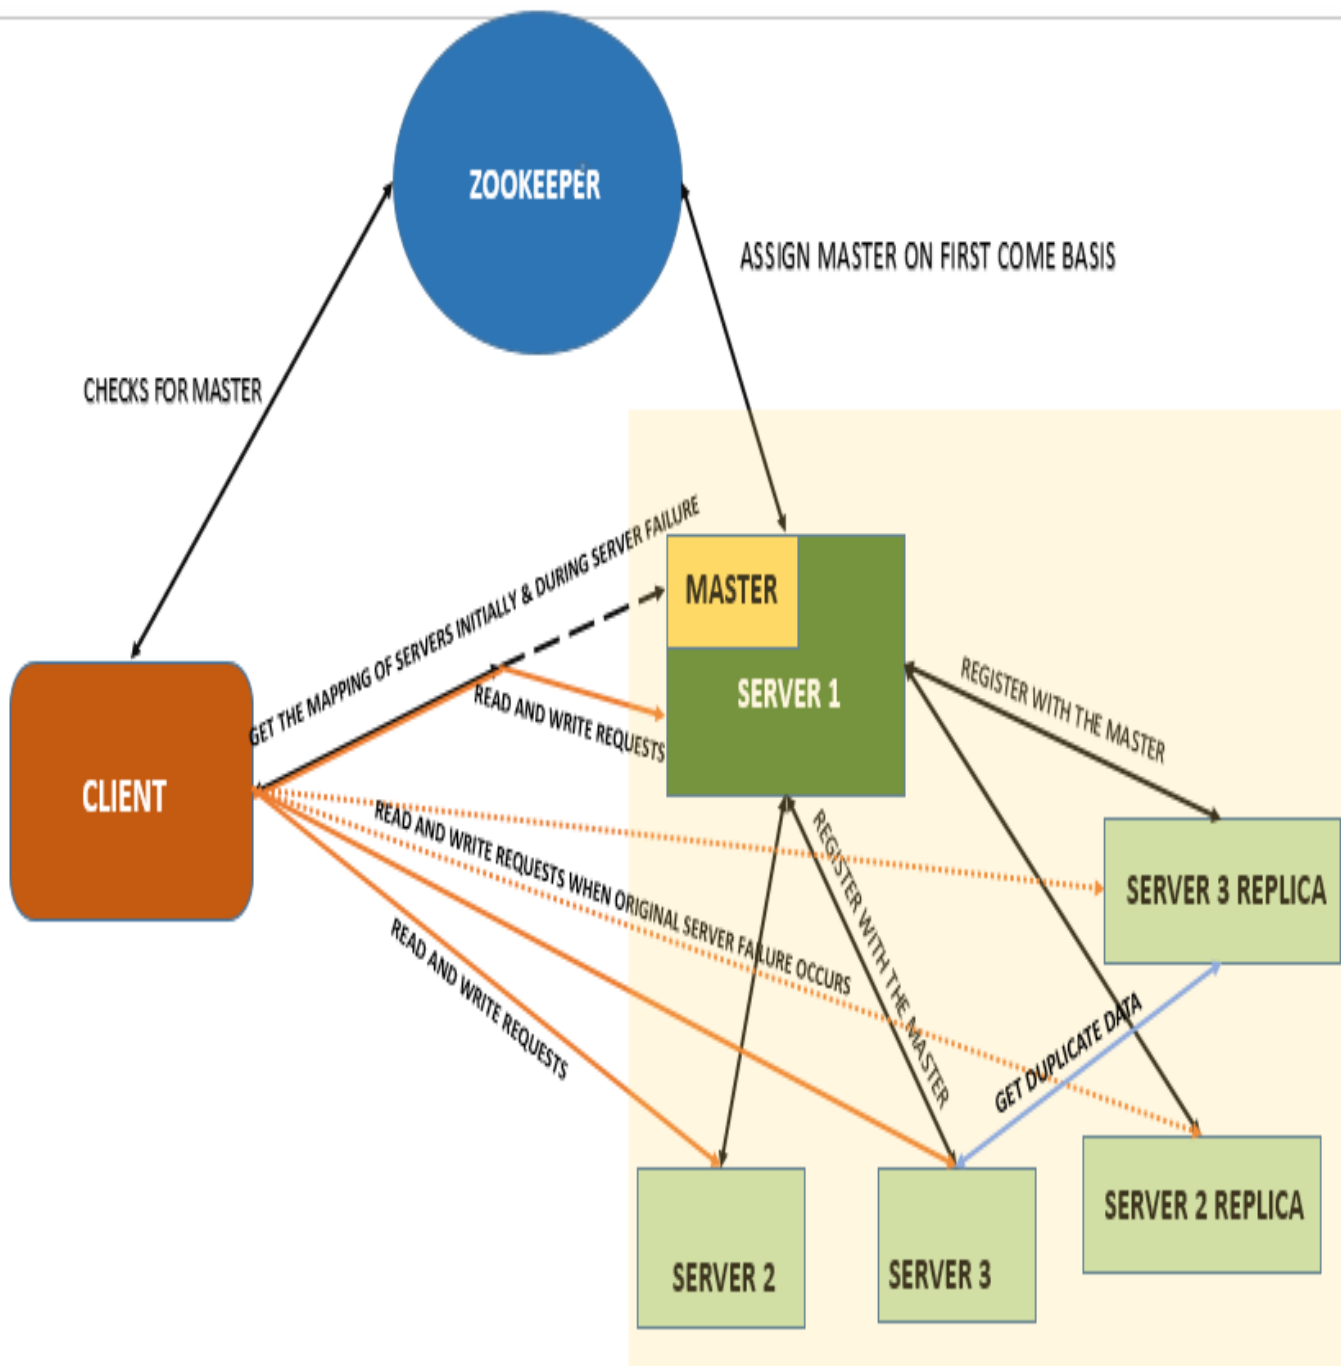 ZOOKEEPER
ASSIGN MASTER ON FIRST COME BASIS
CHECKS FOR MASTER
GET THE MAPPING OF SERVERS INITIALLY & DURING SERVER FAILURE
MASTER
SERVER 1
READ AND WRITE REQUESTS
REGISTER WITH THE MASTER
CLIENT
READ AND WRITE REQUESTS WHEN ORIGINAL SERVER FAILURE OCCURS
REGISTER WITH THE MASTER
SERVER 3 REPLICA
READ AND WRITE REQUESTS
GET DUPLICATE DATA
SERVER 2 REPLICA
SERVER 2
SERVER 3